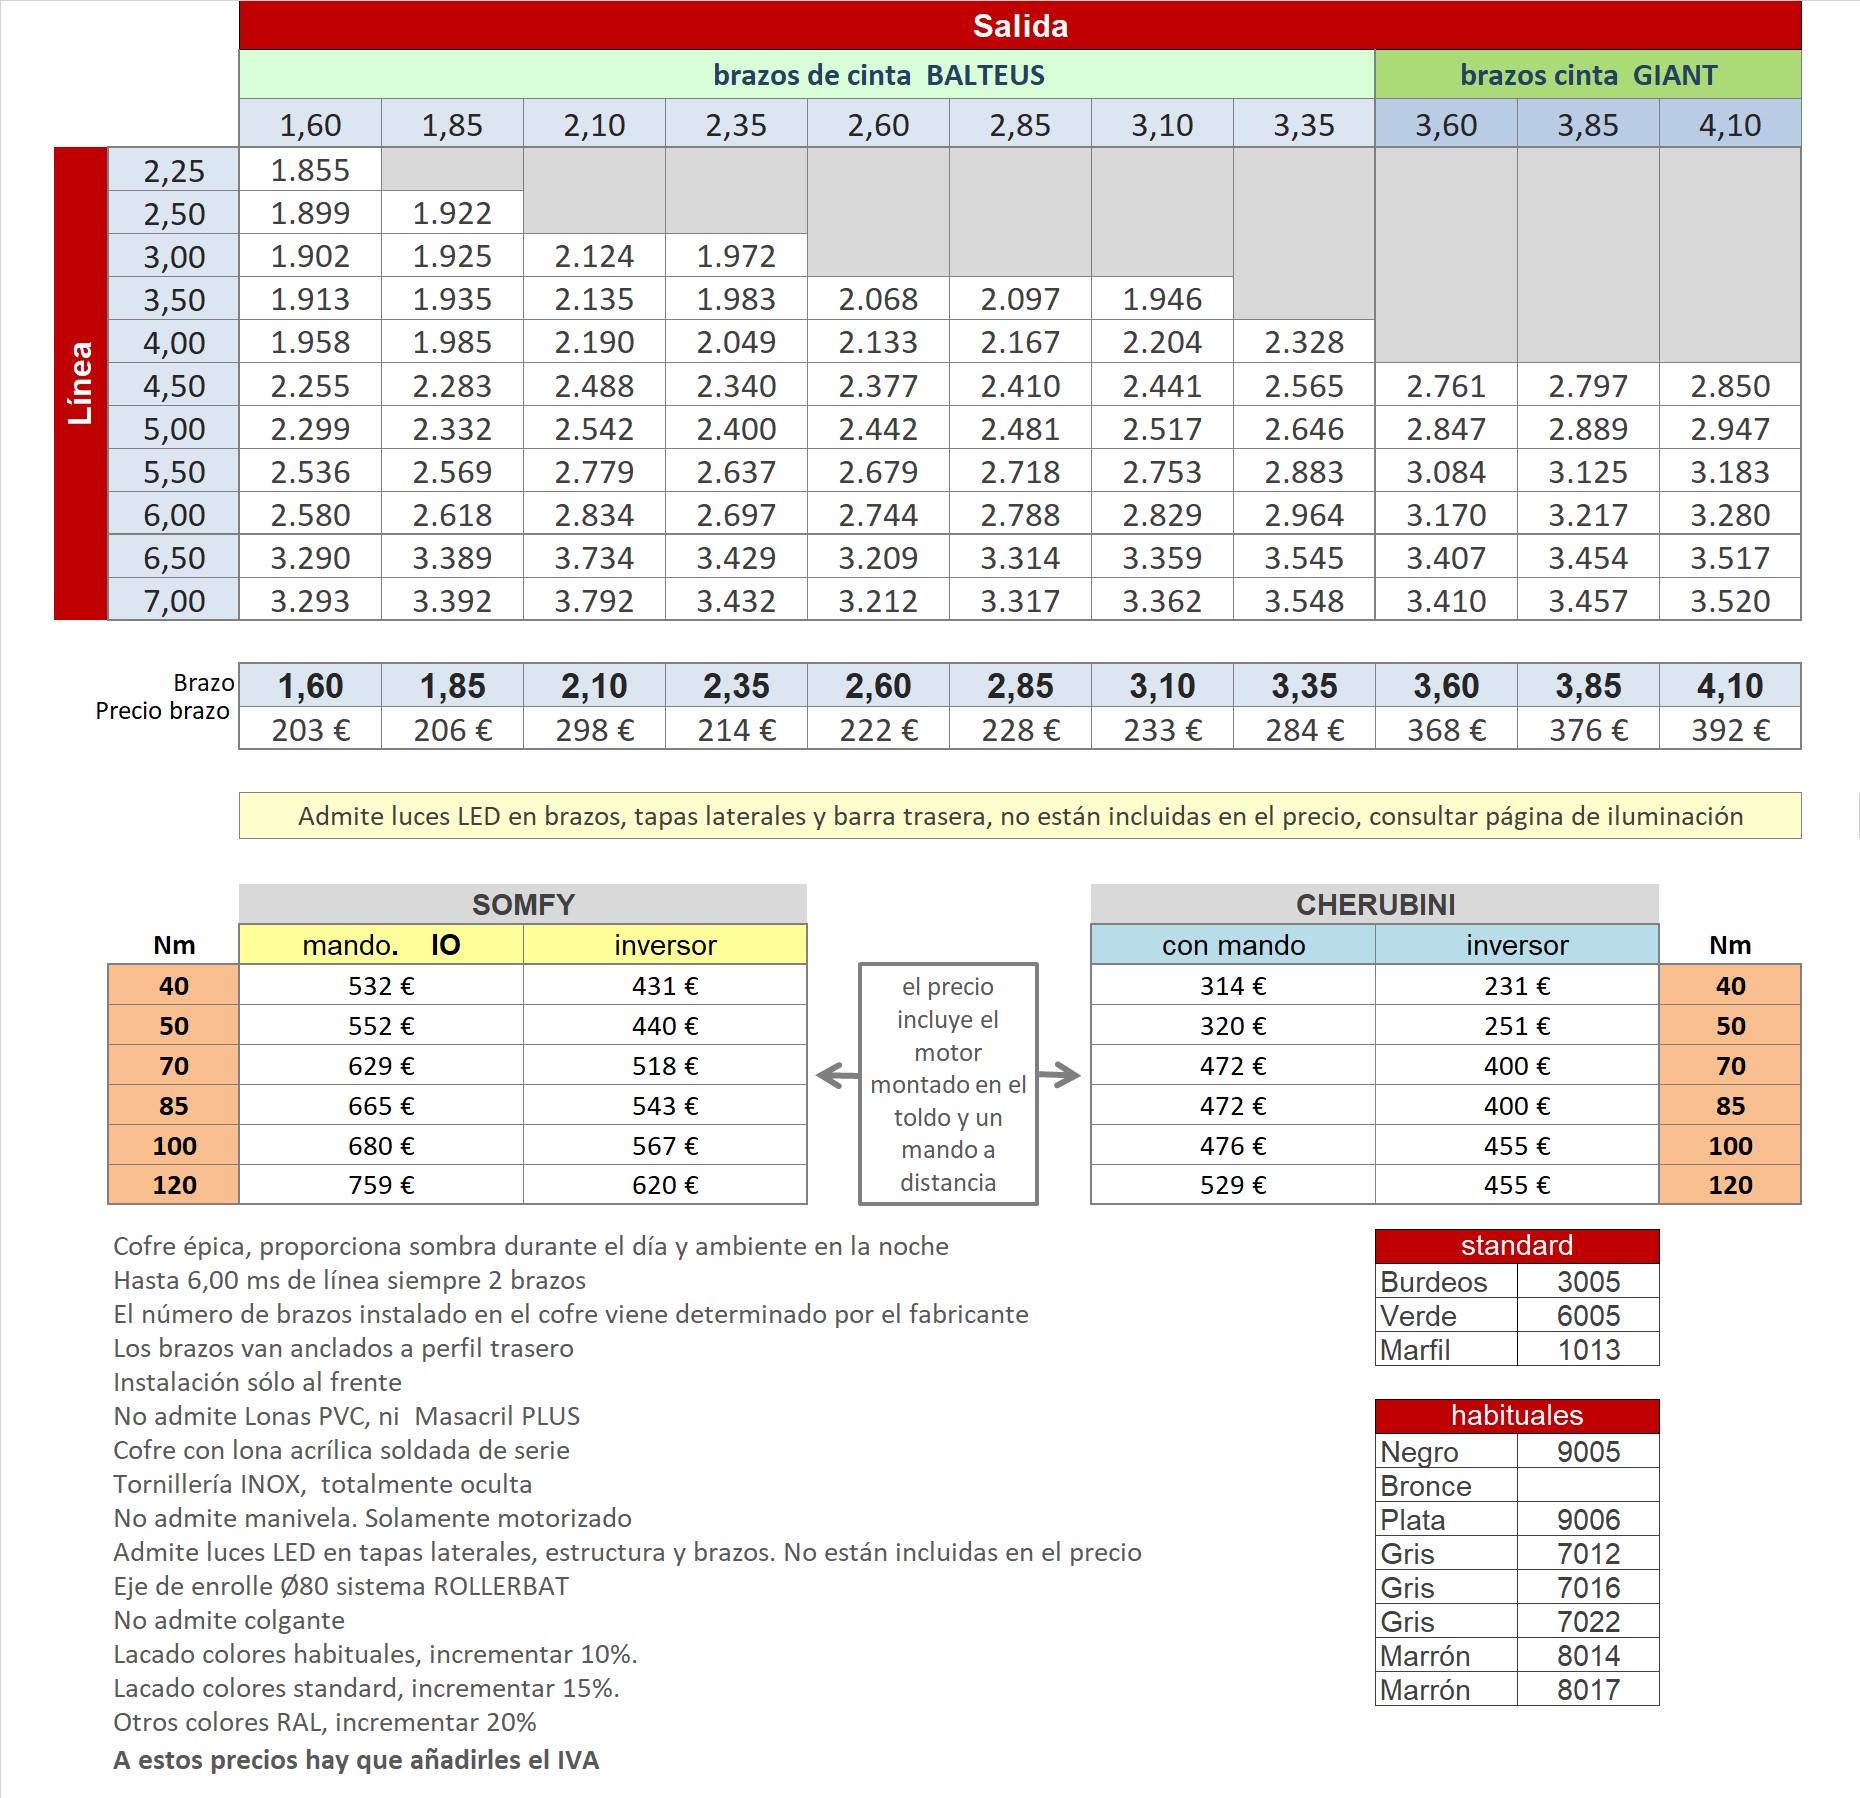 Salida
brazos de cinta  BALTEUS brazos cinta  GIANT
1,60 1,85 2,10 2,35 2,60 2,85 3,10 3,35 3,60 3,85 4,10
Línea
2,25 1.855
2,50 1.899 1.922
3,00 1.902 1.925 2.124 1.972
3,50 1.913 1.935 2.135 1.983 2.068 2.097 1.946
4,00 1.958 1.985 2.190 2.049 2.133 2.167 2.204 2.328
4,50 2.255 2.283 2.488 2.340 2.377 2.410 2.441 2.565 2.761 2.797 2.850
5,00 2.299 2.332 2.542 2.400 2.442 2.481 2.517 2.646 2.847 2.889 2.947
5,50 2.536 2.569 2.779 2.637 2.679 2.718 2.753 2.883 3.084 3.125 3.183
6,00 2.580 2.618 2.834 2.697 2.744 2.788 2.829 2.964 3.170 3.217 3.280
6,50 3.290 3.389 3.734 3.429 3.209 3.314 3.359 3.545 3.407 3.454 3.517
7,00 3.293 3.392 3.792 3.432 3.212 3.317 3.362 3.548 3.410 3.457 3.520
Brazo 1,60 1,85 2,10 2,35 2,60 2,85 3,10 3,35 3,60 3,85 4,10
Precio brazo 203 € 206 € 298 € 214 € 222 € 228 € 233 € 284 € 368 € 376 € 392 €
Admite luces LED en brazos, tapas laterales y barra trasera, no están incluidas en el precio, consultar página de iluminación
SOMFY
Nm mando. IO inversor
40 532 € 431 €
50 552 € 440 €
70 629 € 518 €
85 665 € 543 €
100 680 € 567 €
120 759 € 620 €
el precio
incluye el
motor
montado en el
toldo y un
mando a
distancia
CHERUBINI
con mando inversor Nm
314 € 231 € 40
320 € 251 € 50
472 € 400 € 70
472 € 400 € 85
476 € 455 € 100
529 € 455 € 120
Cofre épica, proporciona sombra durante el día y ambiente en la noche
Hasta 6,00 ms de línea siempre 2 brazos
El número de brazos instalado en el cofre viene determinado por el fabricante
Los brazos van anclados a perfil trasero
Instalación sólo al frente
No admite Lonas PVC, ni  Masacril PLUS
Cofre con lona acrílica soldada de serie
Tornillería INOX,  totalmente oculta
No admite manivela. Solamente motorizado
Admite luces LED en tapas laterales, estructura y brazos. No están incluidas en el precio
Eje de enrolle Ø80 sistema ROLLERBAT
No admite colgante
Lacado colores habituales, incrementar 10%.
Lacado colores standard, incrementar 15%.
Otros colores RAL, incrementar 20%
A estos precios hay que añadirles el IVA
standard
Burdeos 3005
Verde 6005
Marfil 1013
habituales
Negro 9005
Bronce
Plata 9006
Gris 7012
Gris 7016
Gris 7022
Marrón 8014
Marrón 8017